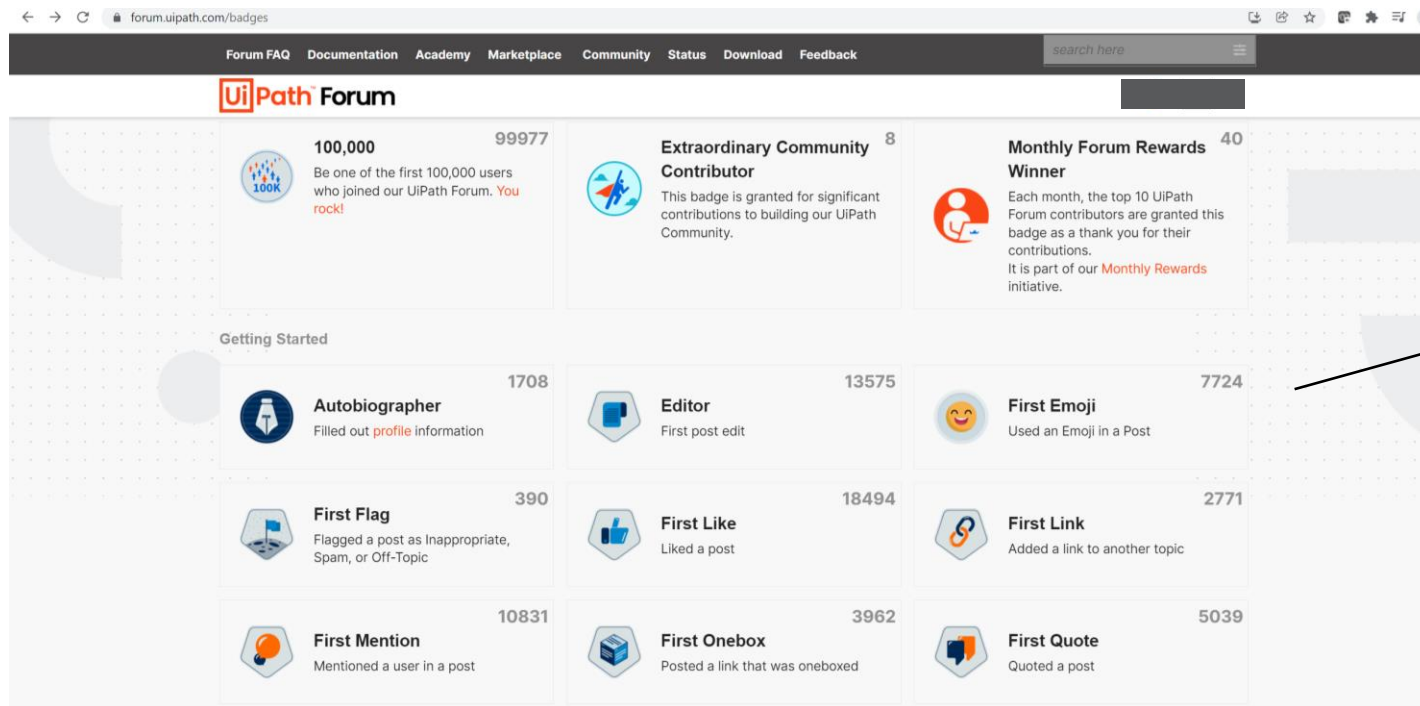 forum.uipath.com/badges
Forum FAQ Documentation Academy Marketplace Community Status Download Feedback
search here
UiPath™ Forum
100K
100,000
99977
Be one of the first 100,000 users
who joined our UiPath Forum. You
rock!
Extraordinary Community
Contributor
8
This badge is granted for significant
contributions to building our UiPath
Community.
Monthly Forum Rewards
Winner
40
Each month, the top 10 UiPath
Forum contributors are granted this
badge as a thank you for their
contributions.
It is part of our Monthly Rewards
initiative.
Getting Started
1708
Autobiographer
Filled out profile information
13575
Editor
First post edit
7724
First Emoji
Used an Emoji in a Post
390
First Flag
Flagged a post as Inappropriate,
Spam, or Off-Topic
18494
First Like
Liked a post
2771
First Link
Added a link to another topic
10831
First Mention
Mentioned a user in a post
3962
First Onebox
Posted a link that was oneboxed
5039
First Quote
Quoted a post